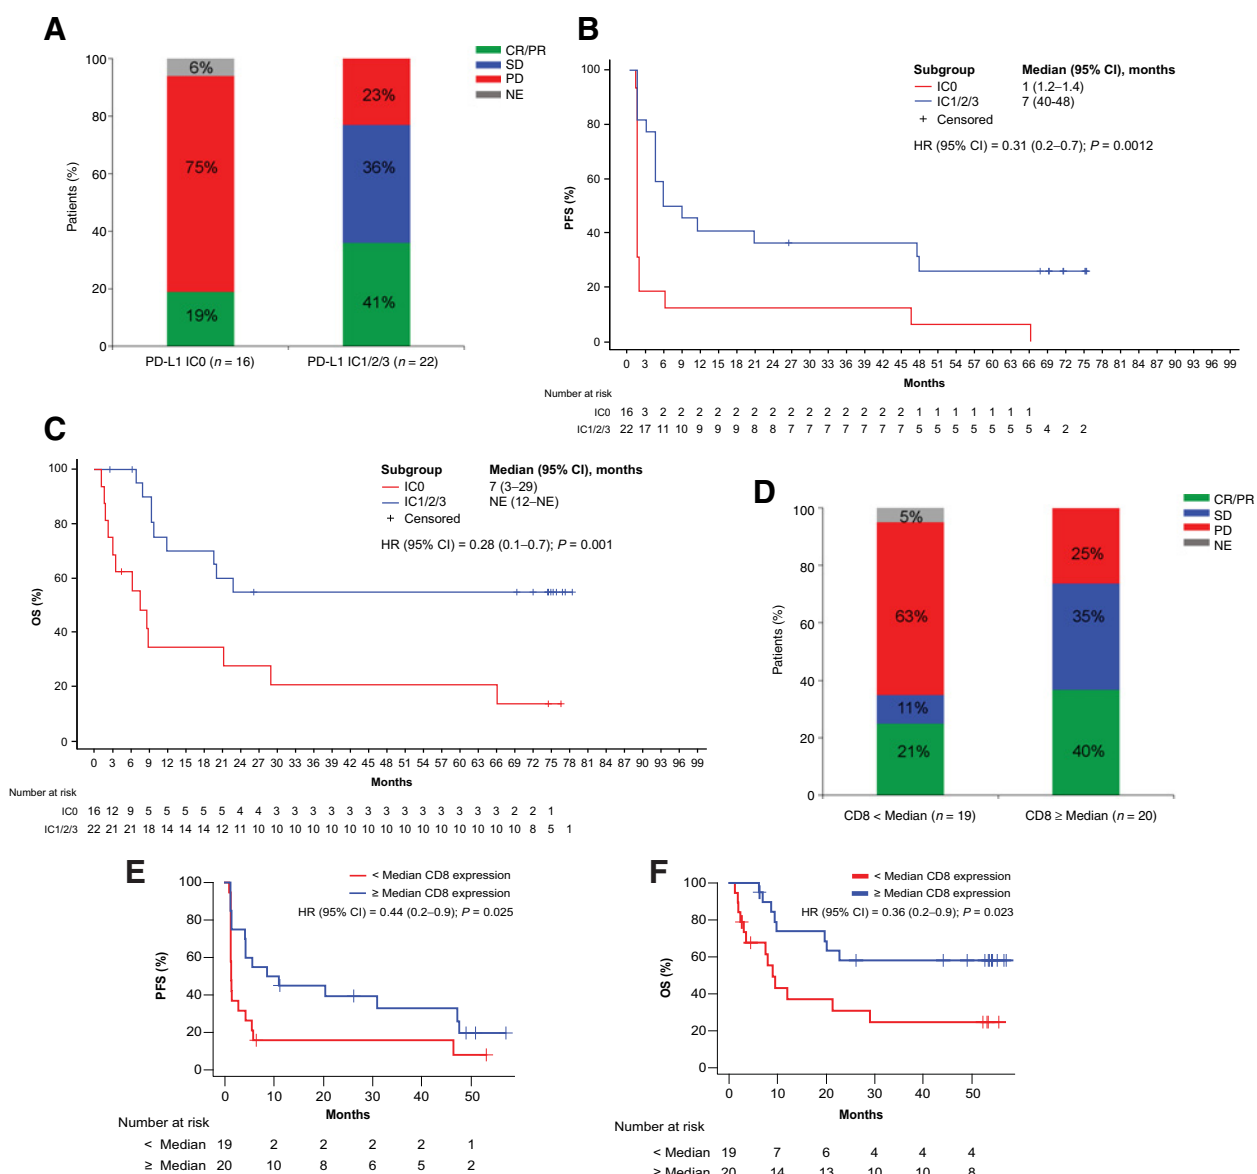 A
100
80
60
40
20
0
Patients (%)
6%
75%
19%
23%
36%
41%
PD-L1 IC0 (n = 16)
PD-L1 IC1/2/3 (n = 22)
CR/PR
SD
PD
NE
B
100
80
60
40
20
0
PFS (%)
Subgroup Median (95% CI), months
IC0 1 (1.2–1.4)
IC1/2/3 7 (40-48)
+ Censored
HR (95% CI) = 0.31 (0.2–0.7); P = 0.0012
0 3 6 9 12 15 18 21 24 27 30 33 36 39 42 45 48 51 54 57 60 63 66 69 72 75 78 81 84 87 90 93 96 99
Months
Number at risk
IC0 16 3 2 2 2 2 2 2 2 2 2 2 2 2 2 2 1 1 1 1 1 1 1
IC1/2/3 22 17 11 10 9 9 9 8 8 7 7 7 7 7 7 7 5 5 5 5 5 5 5 4 2 2
C
100
80
60
40
20
0
OS (%)
Subgroup Median (95% CI), months
IC0 7 (3–29)
IC1/2/3 NE (12–NE)
+ Censored
HR (95% CI) = 0.28 (0.1–0.7); P = 0.001
0 3 6 9 12 15 18 21 24 27 30 33 36 39 42 45 48 51 54 57 60 63 66 69 72 75 78 81 84 87 90 93 96 99
Months
Number at risk
IC0 16 12 9 5 5 5 5 5 4 4 3 3 3 3 3 3 3 3 3 3 3 3 3 2 2 1
IC1/2/3 22 21 21 18 14 14 14 12 11 10 10 10 10 10 10 10 10 10 10 10 10 10 10 10 8 5 1
D
100
80
60
40
20
0
Patients (%)
5%
63%
11%
21%
25%
35%
40%
CD8 < Median (n = 19)
CD8 ≥ Median (n = 20)
CR/PR
SD
PD
NE
E
100
80
60
40
20
0
PFS (%)
< Median CD8 expression
≥ Median CD8 expression
HR (95% CI) = 0.44 (0.2–0.9); P = 0.025
0 10 20 30 40 50
Months
Number at risk
< Median 19 2 2 2 2 1
≥ Median 20 10 8 6 5 2
F
100
80
60
40
20
0
OS (%)
< Median CD8 expression
≥ Median CD8 expression
HR (95% CI) = 0.36 (0.2–0.9); P = 0.023
0 10 20 30 40 50
Months
Number at risk
< Median 19 7 6 4 4 4
≥ Median 20 14 13 10 10 8